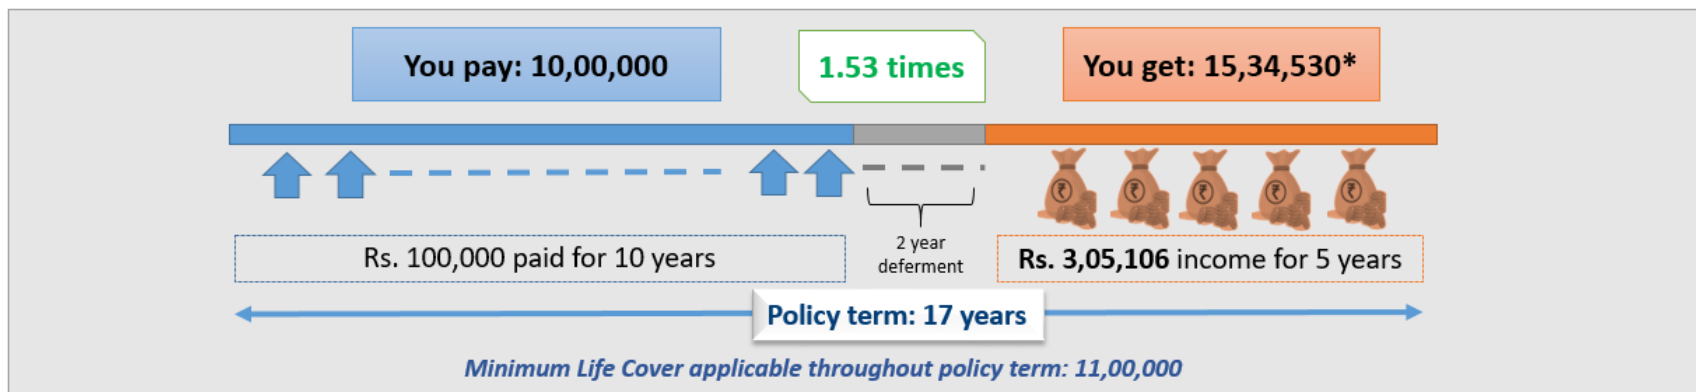 You pay: 10,00,000
1.53 times
You get: 15,34,530*
Rs. 100,000 paid for 10 years
2 year
deferment
Rs. 3,05,106 income for 5 years
Policy term: 17 years
Minimum Life Cover applicable throughout policy term: 11,00,000